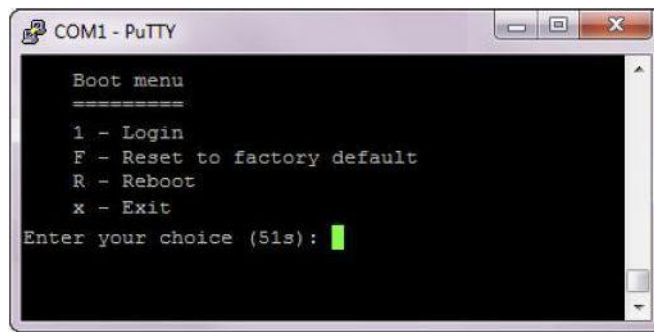 COM1 - PuTTY
Boot menu
=========
1 - Login
F - Reset to factory default
R - Reboot
x - Exit
Enter your choice (51s):